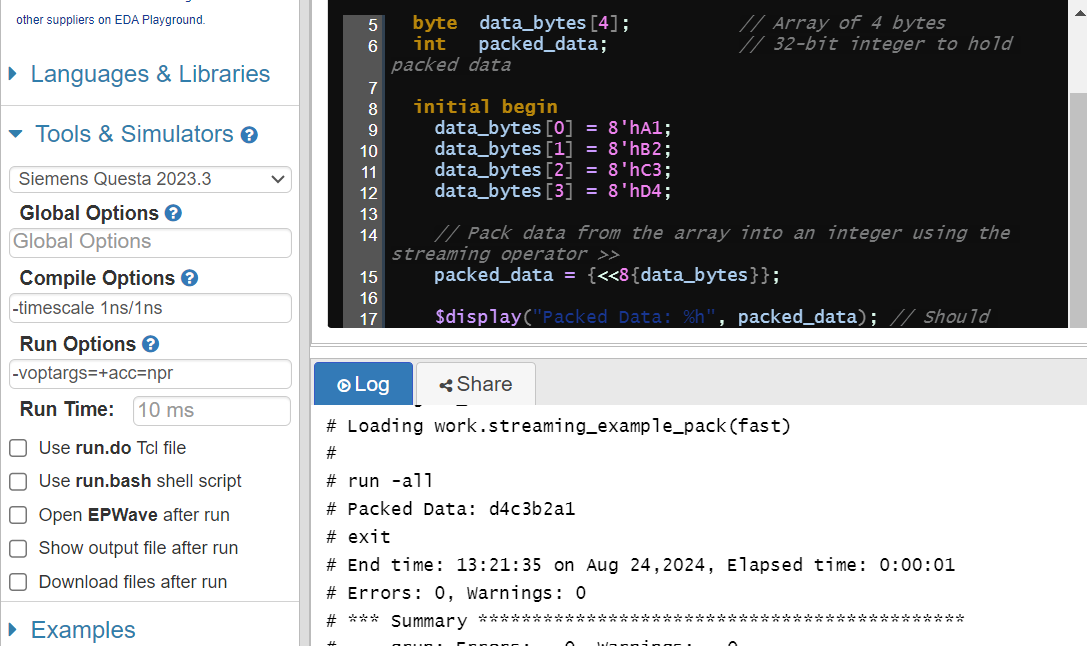 other suppliers on EDA Playground.
Languages & Libraries
Tools & Simulators
Siemens Questa 2023.3
Global Options
Global Options
Compile Options
-timescale 1ns/1ns
Run Options
-voptargs=+acc=npr
Run Time: 10 ms
Use run.do Tcl file
Use run.bash shell script
Open EPWave after run
Show output file after run
Download files after run
Examples
5 byte data_bytes[4]; // Array of 4 bytes
6 int packed_data; // 32-bit integer to hold
packed data
7
8 initial begin
9 data_bytes[0] = 8'hA1;
10 data_bytes[1] = 8'hB2;
11 data_bytes[2] = 8'hC3;
12 data_bytes[3] = 8'hD4;
13
14 // Pack data from the array into an integer using the
streaming operator >>
15 packed_data = {<<8{data_bytes}};
16
17 $display("Packed Data: %h", packed_data); // Should
Log Share
# Loading work.streaming_example_pack(fast)
#
# run -all
# Packed Data: d4c3b2a1
# exit
# End time: 13:21:35 on Aug 24,2024, Elapsed time: 0:00:01
# Errors: 0, Warnings: 0
# *** Summary *********************************************
# qrun: Errors: 0, Warnings: 0